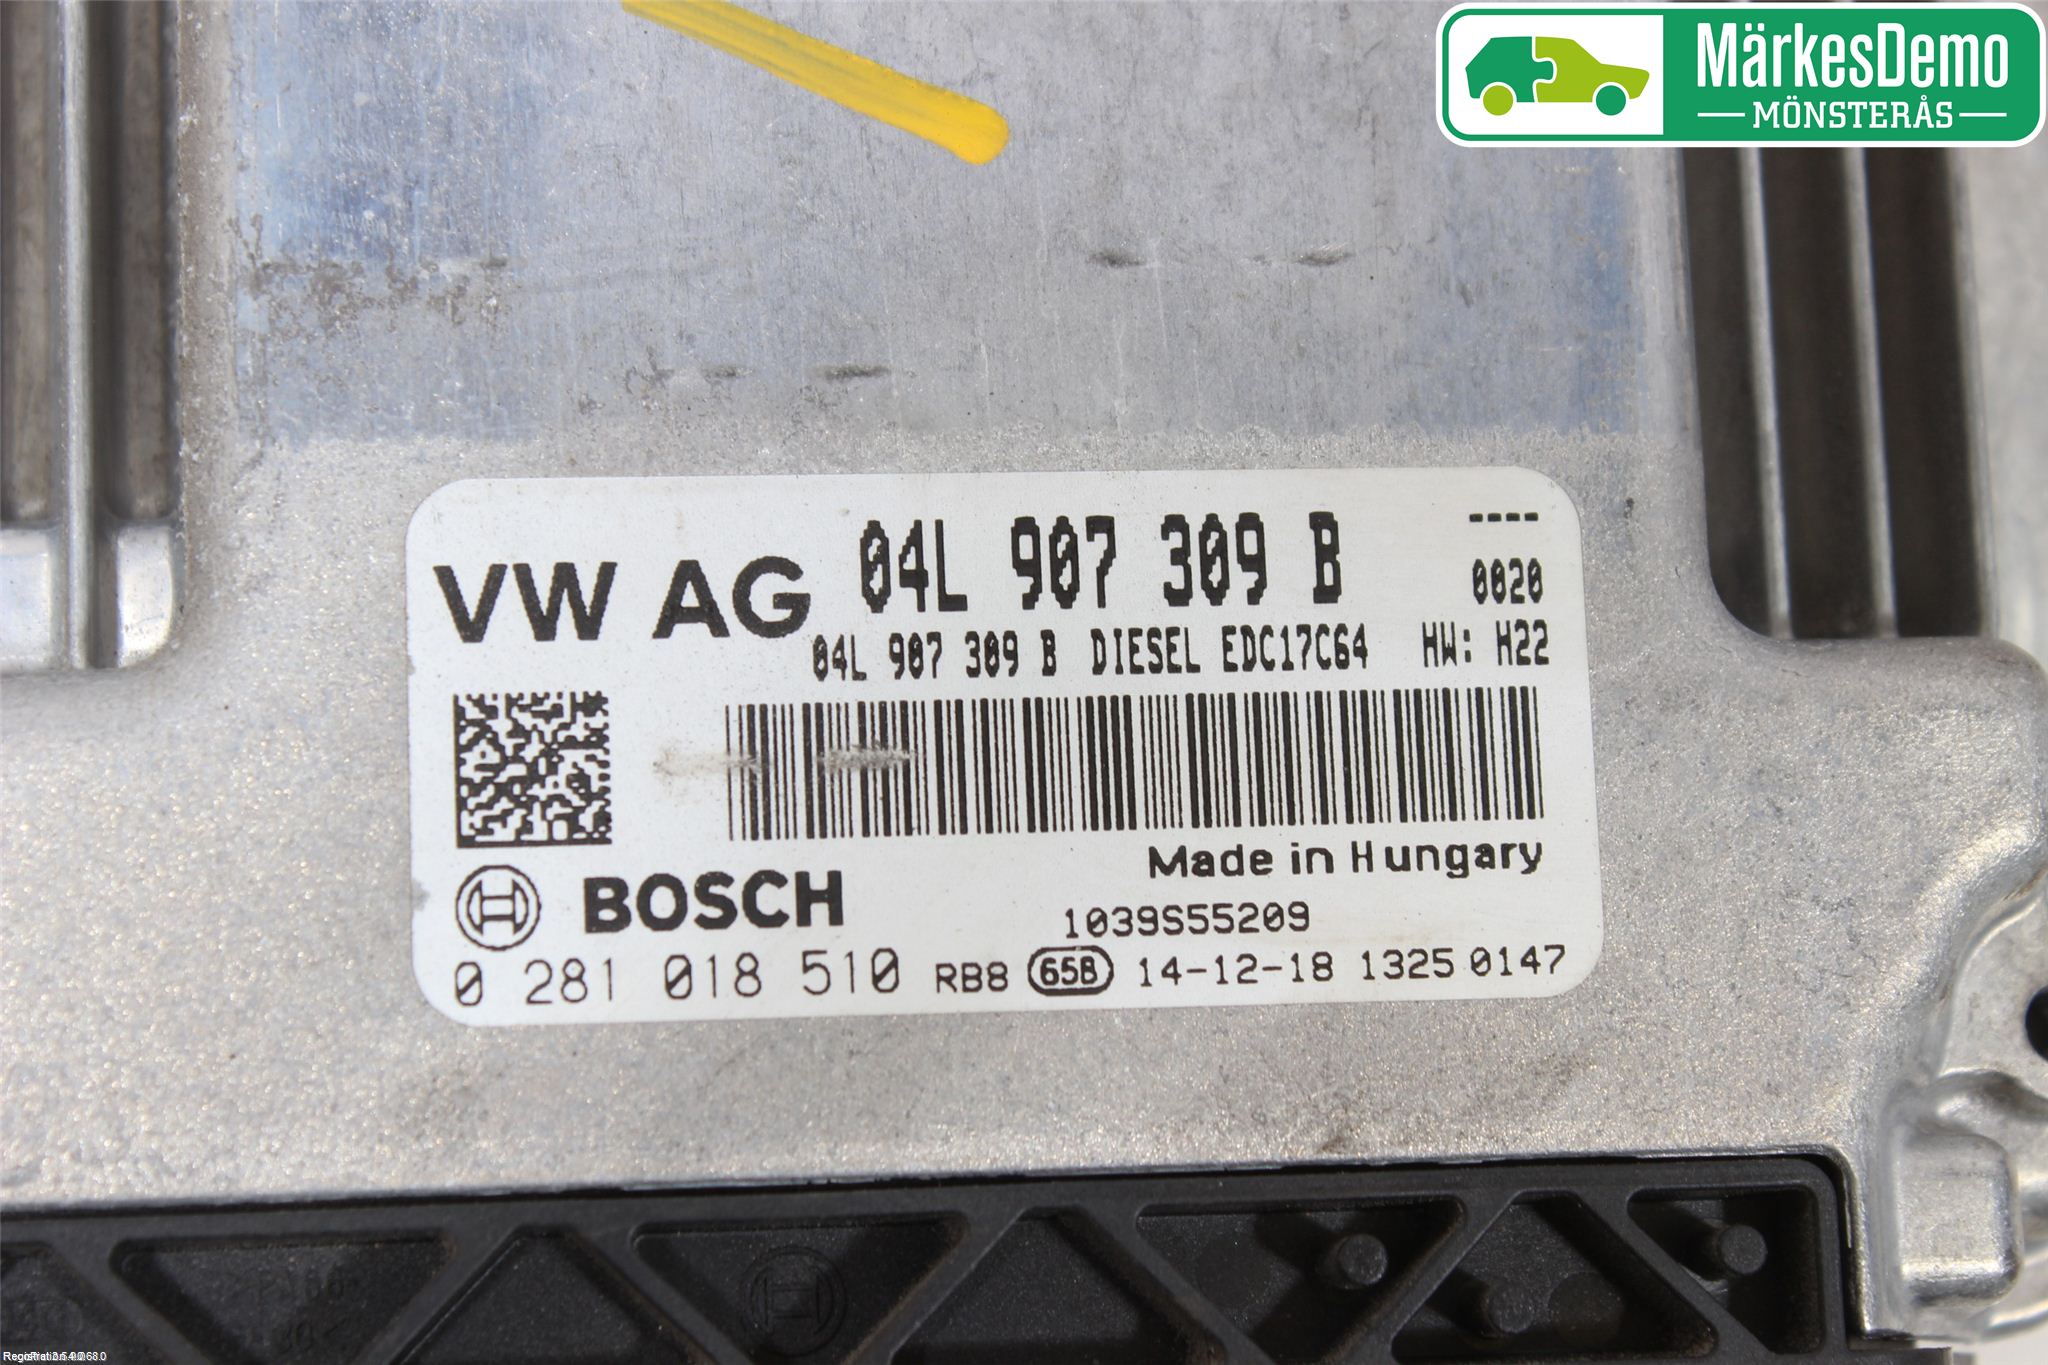 MärkesDemo
MÖNSTERÅS
VW AG 04L 907 309 B ----
0020
04L 907 309 B DIESEL EDC17C64 HW: H22
Made in Hungary
BOSCH
1039S55209
0 281 018 510 RB8 65B 14-12-18 1325 0147